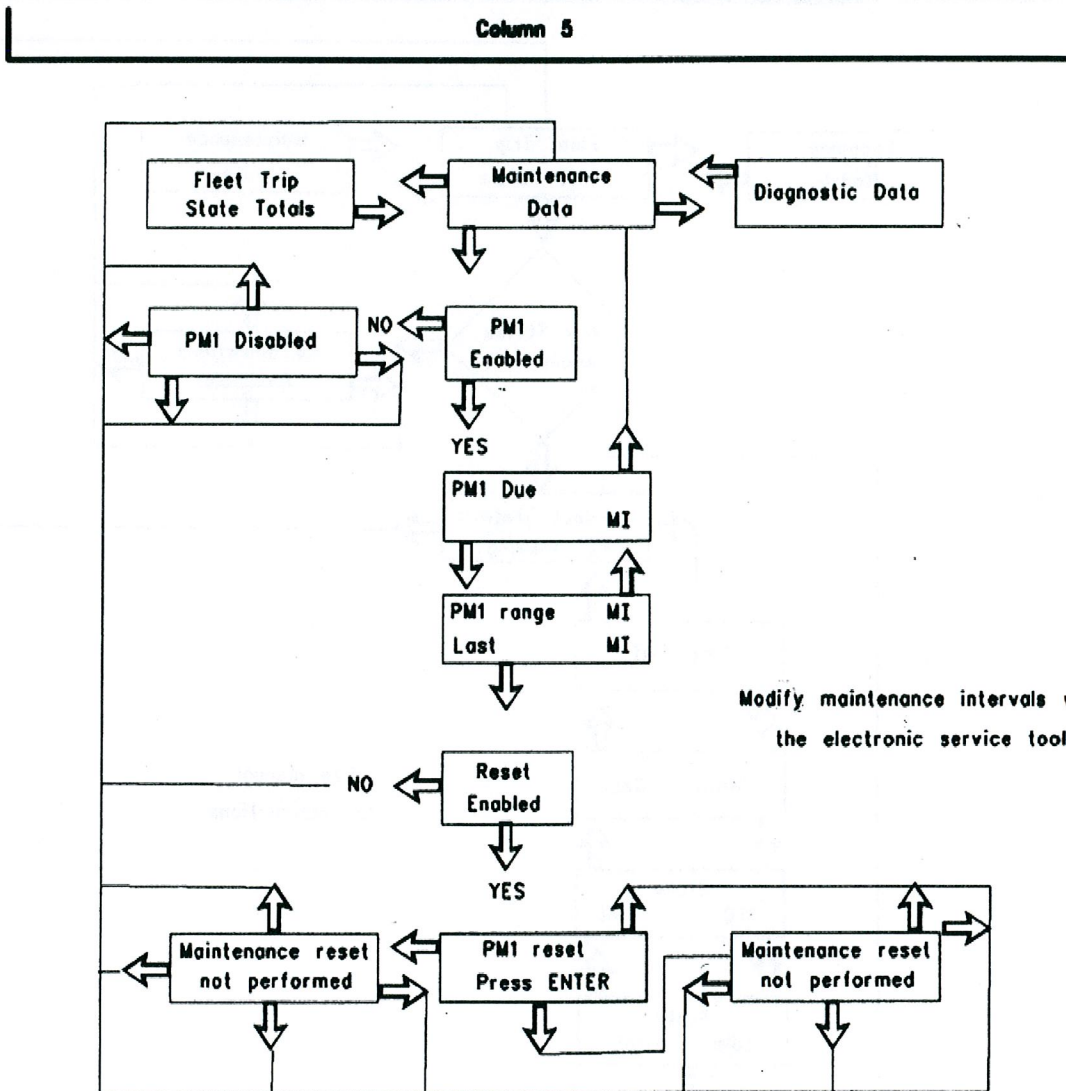 Column 5
Fleet Trip
State Totals
Maintenance
Data
Diagnostic Data
PM1 Disabled
NO
PM1
Enabled
YES
PM1 Due
MI
PM1 range MI
Last MI
Modify maintenance intervals
the electronic service tool
NO
Reset
Enabled
YES
Maintenance reset
not performed
PM1 reset
Press ENTER
Maintenance reset
not performed